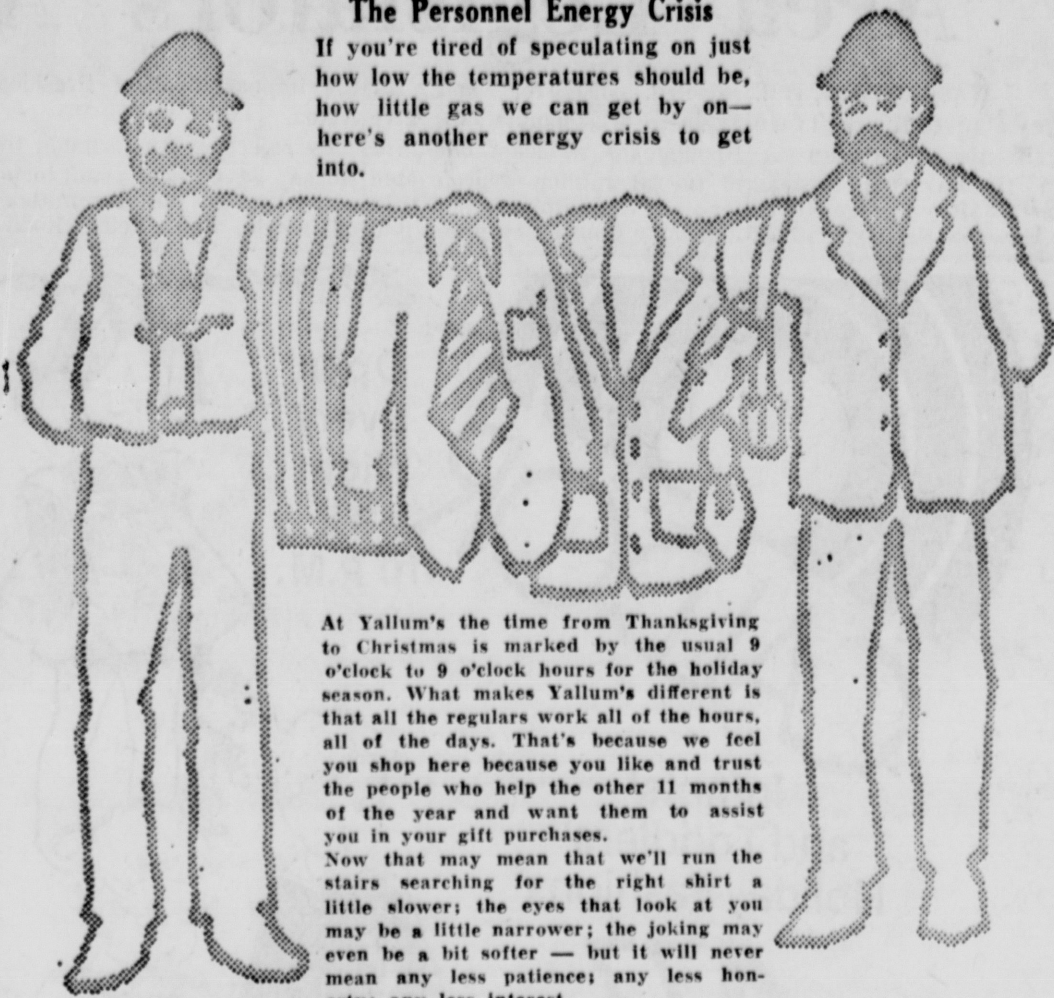 The Personnel Energy Crisis
If you're tired of speculating on just
how low the temperatures should be,
how little gas we can get by on—
here's another energy crisis to get
into.
At Yallum's the time from Thanksgiving
to Christmas is marked by the usual 9
o'clock to 9 o'clock hours for the holiday
season. What makes Yallum's different is
that all the regulars work all of the hours,
all of the days. That's because we feel
you shop here because you like and trust
the people who help the other 11 months
of the year and want them to assist
you in your gift purchases.
Now that may mean that we'll run the
stairs searching for the right shirt a
little slower; the eyes that look at you
may be a little narrower; the joking may
even be a bit softer — but it will never
mean any less patience; any less hon-